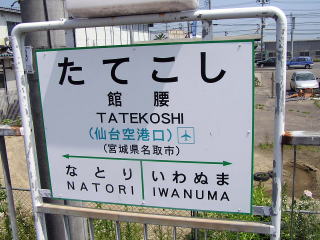 たてこし
館腰
TATEKOSHI
(仙台空港口)
(宮城県名取市)
なとり いわぬま
NATORI IWANUMA